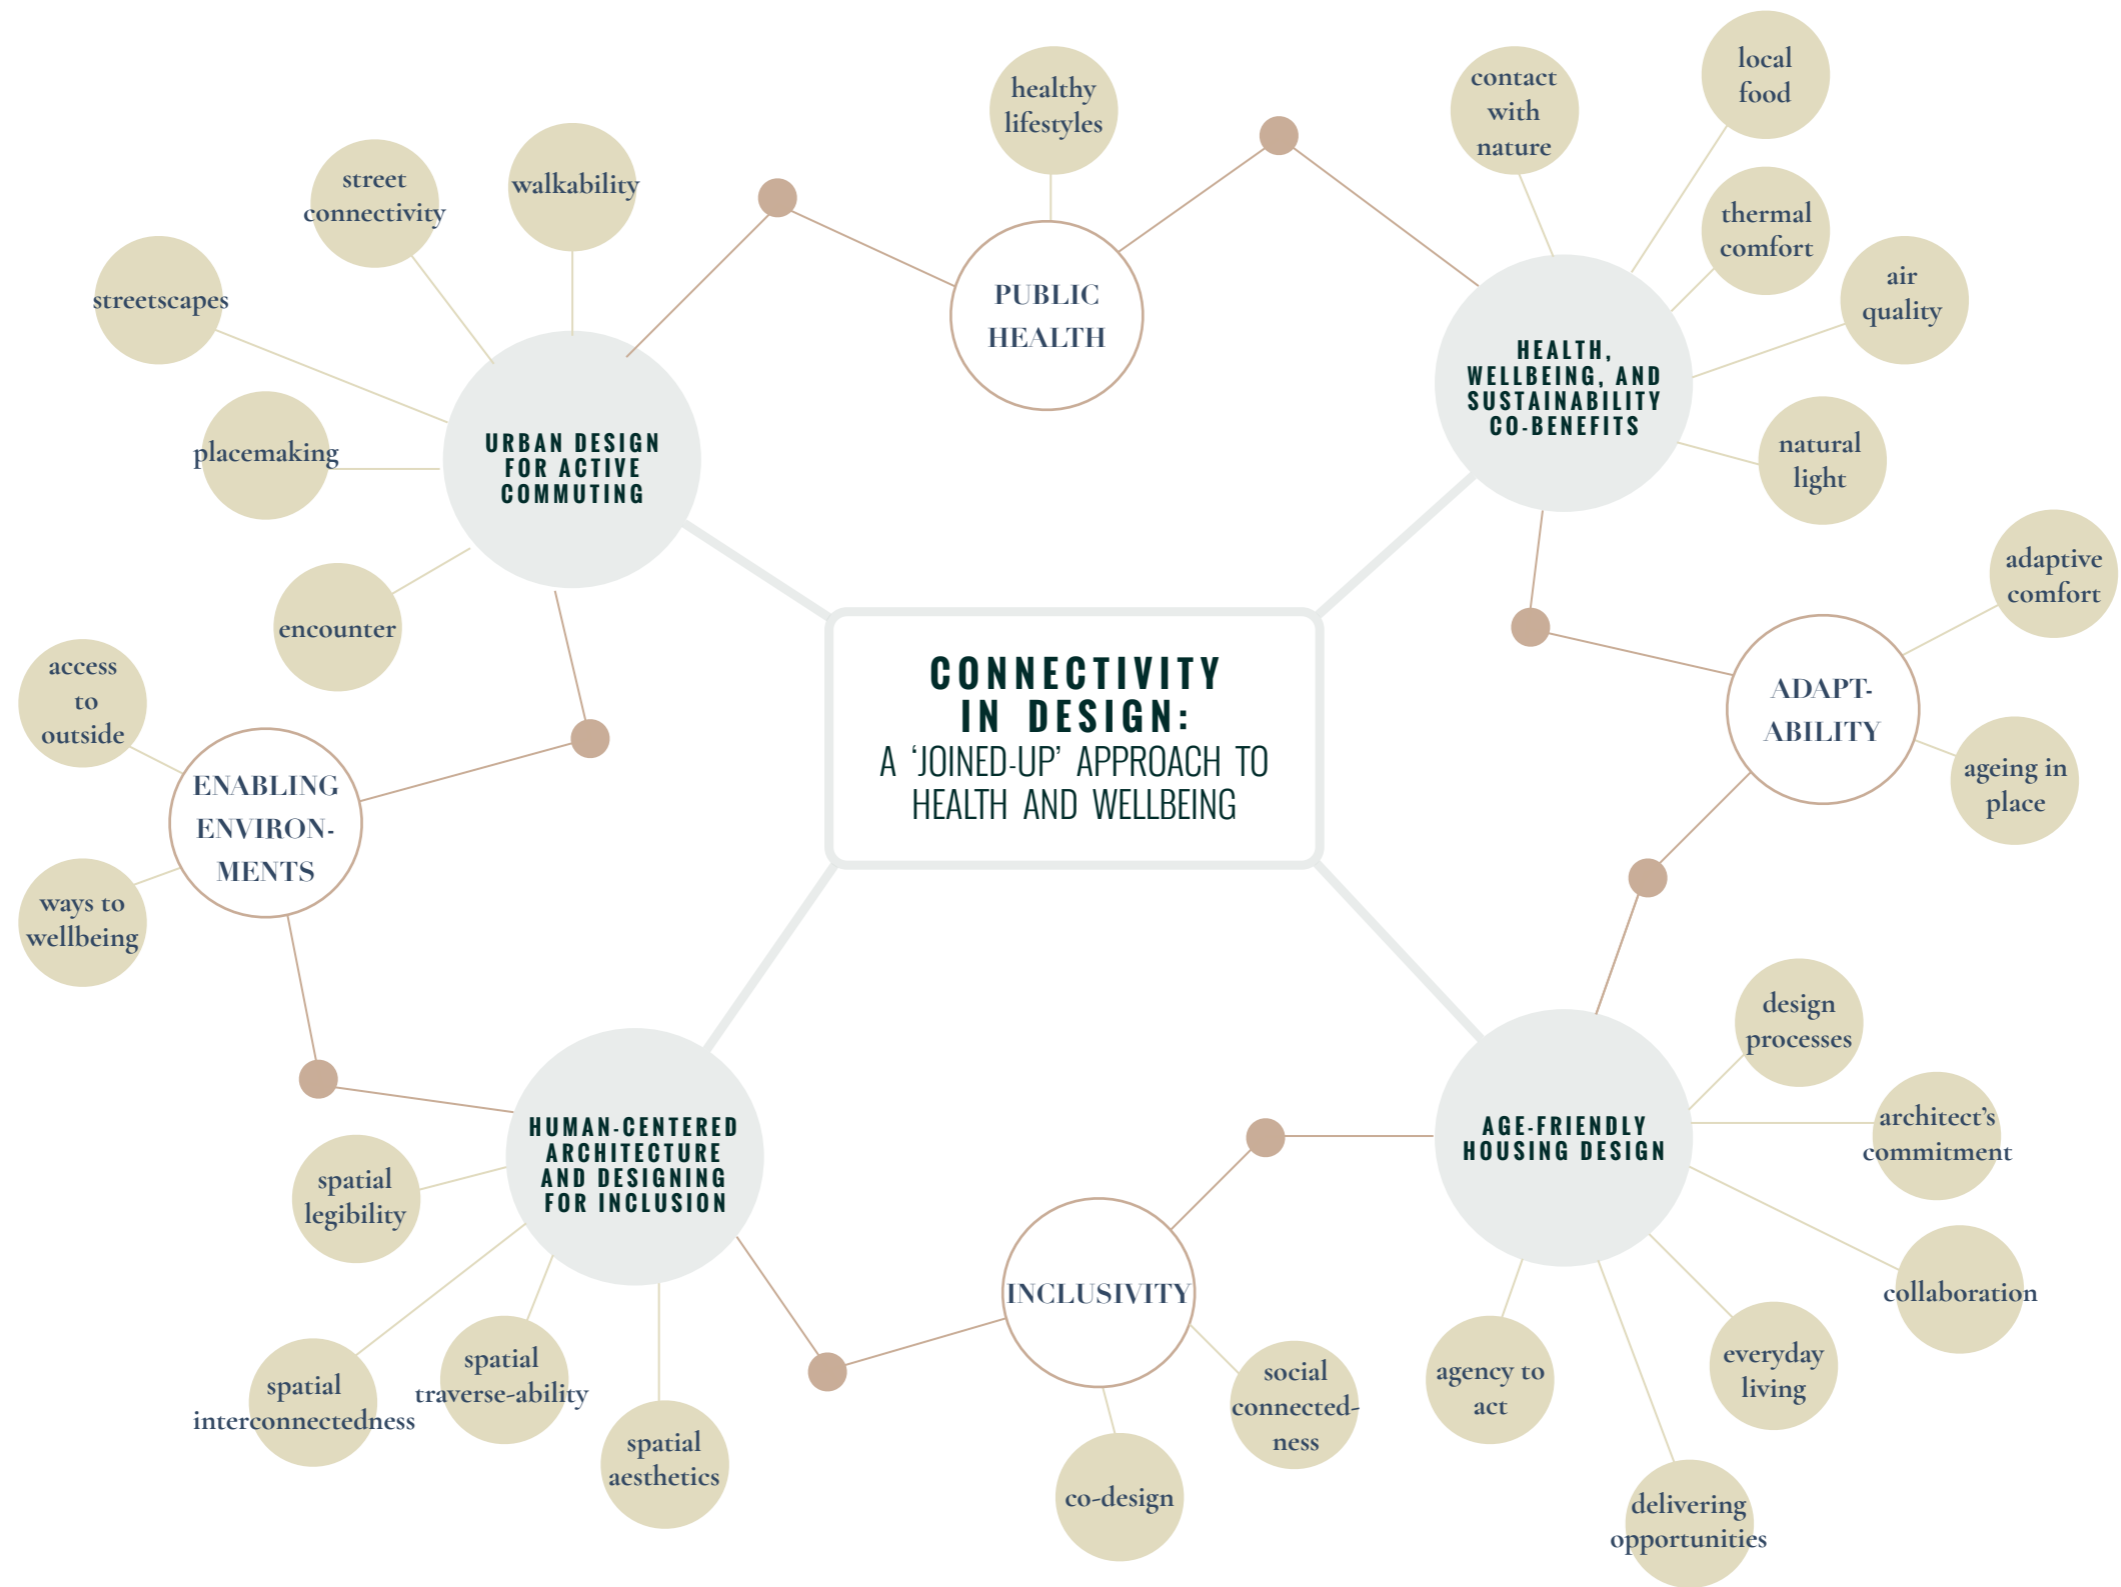 local
food
healthy
lifestyles
contact
with
nature
street
connectivity
walkability
thermal
comfort
streetscapes
air
quality
PUBLIC
HEALTH
HEALTH,
WELLBEING, AND
SUSTAINABILITY
CO-BENEFITS
placemaking
URBAN DESIGN
FOR ACTIVE
COMMUTING
natural
light
encounter
adaptive
comfort
access
to
outside
CONNECTIVITY
IN DESIGN:
A ‘JOINED-UP’ APPROACH TO
HEALTH AND WELLBEING
ADAPT-
ABILITY
ageing in
place
ENABLING
ENVIRON-
MENTS
ways to
wellbeing
design
processes
HUMAN-CENTERED
ARCHITECTURE
AND DESIGNING
FOR INCLUSION
AGE-FRIENDLY
HOUSING DESIGN
architect’s
commitment
spatial
legibility
INCLUSIVITY
collaboration
spatial
interconnectedness
spatial
traverse-ability
spatial
aesthetics
social
connected-
ness
co-design
agency to
act
everyday
living
delivering
opportunities